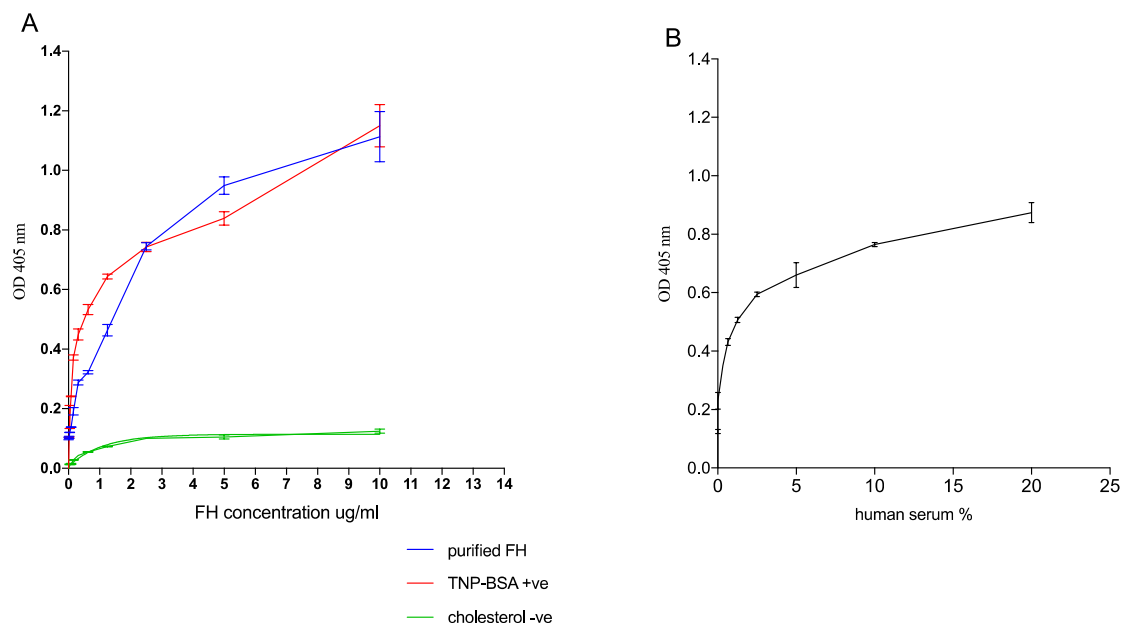 A
1.4
1.2
1.0
0.8
0.6
0.4
0.2
0.0
OD 405 nm
0 1 2 3 4 5 6 7 8 9 10 11 12 13 14
FH concentration ug/ml
purified FH
TNP-BSA +ve
cholesterol -ve
B
1.4
1.2
1.0
0.8
0.6
0.4
0.2
0.0
OD 405 nm
0 5 10 15 20 25
human serum %